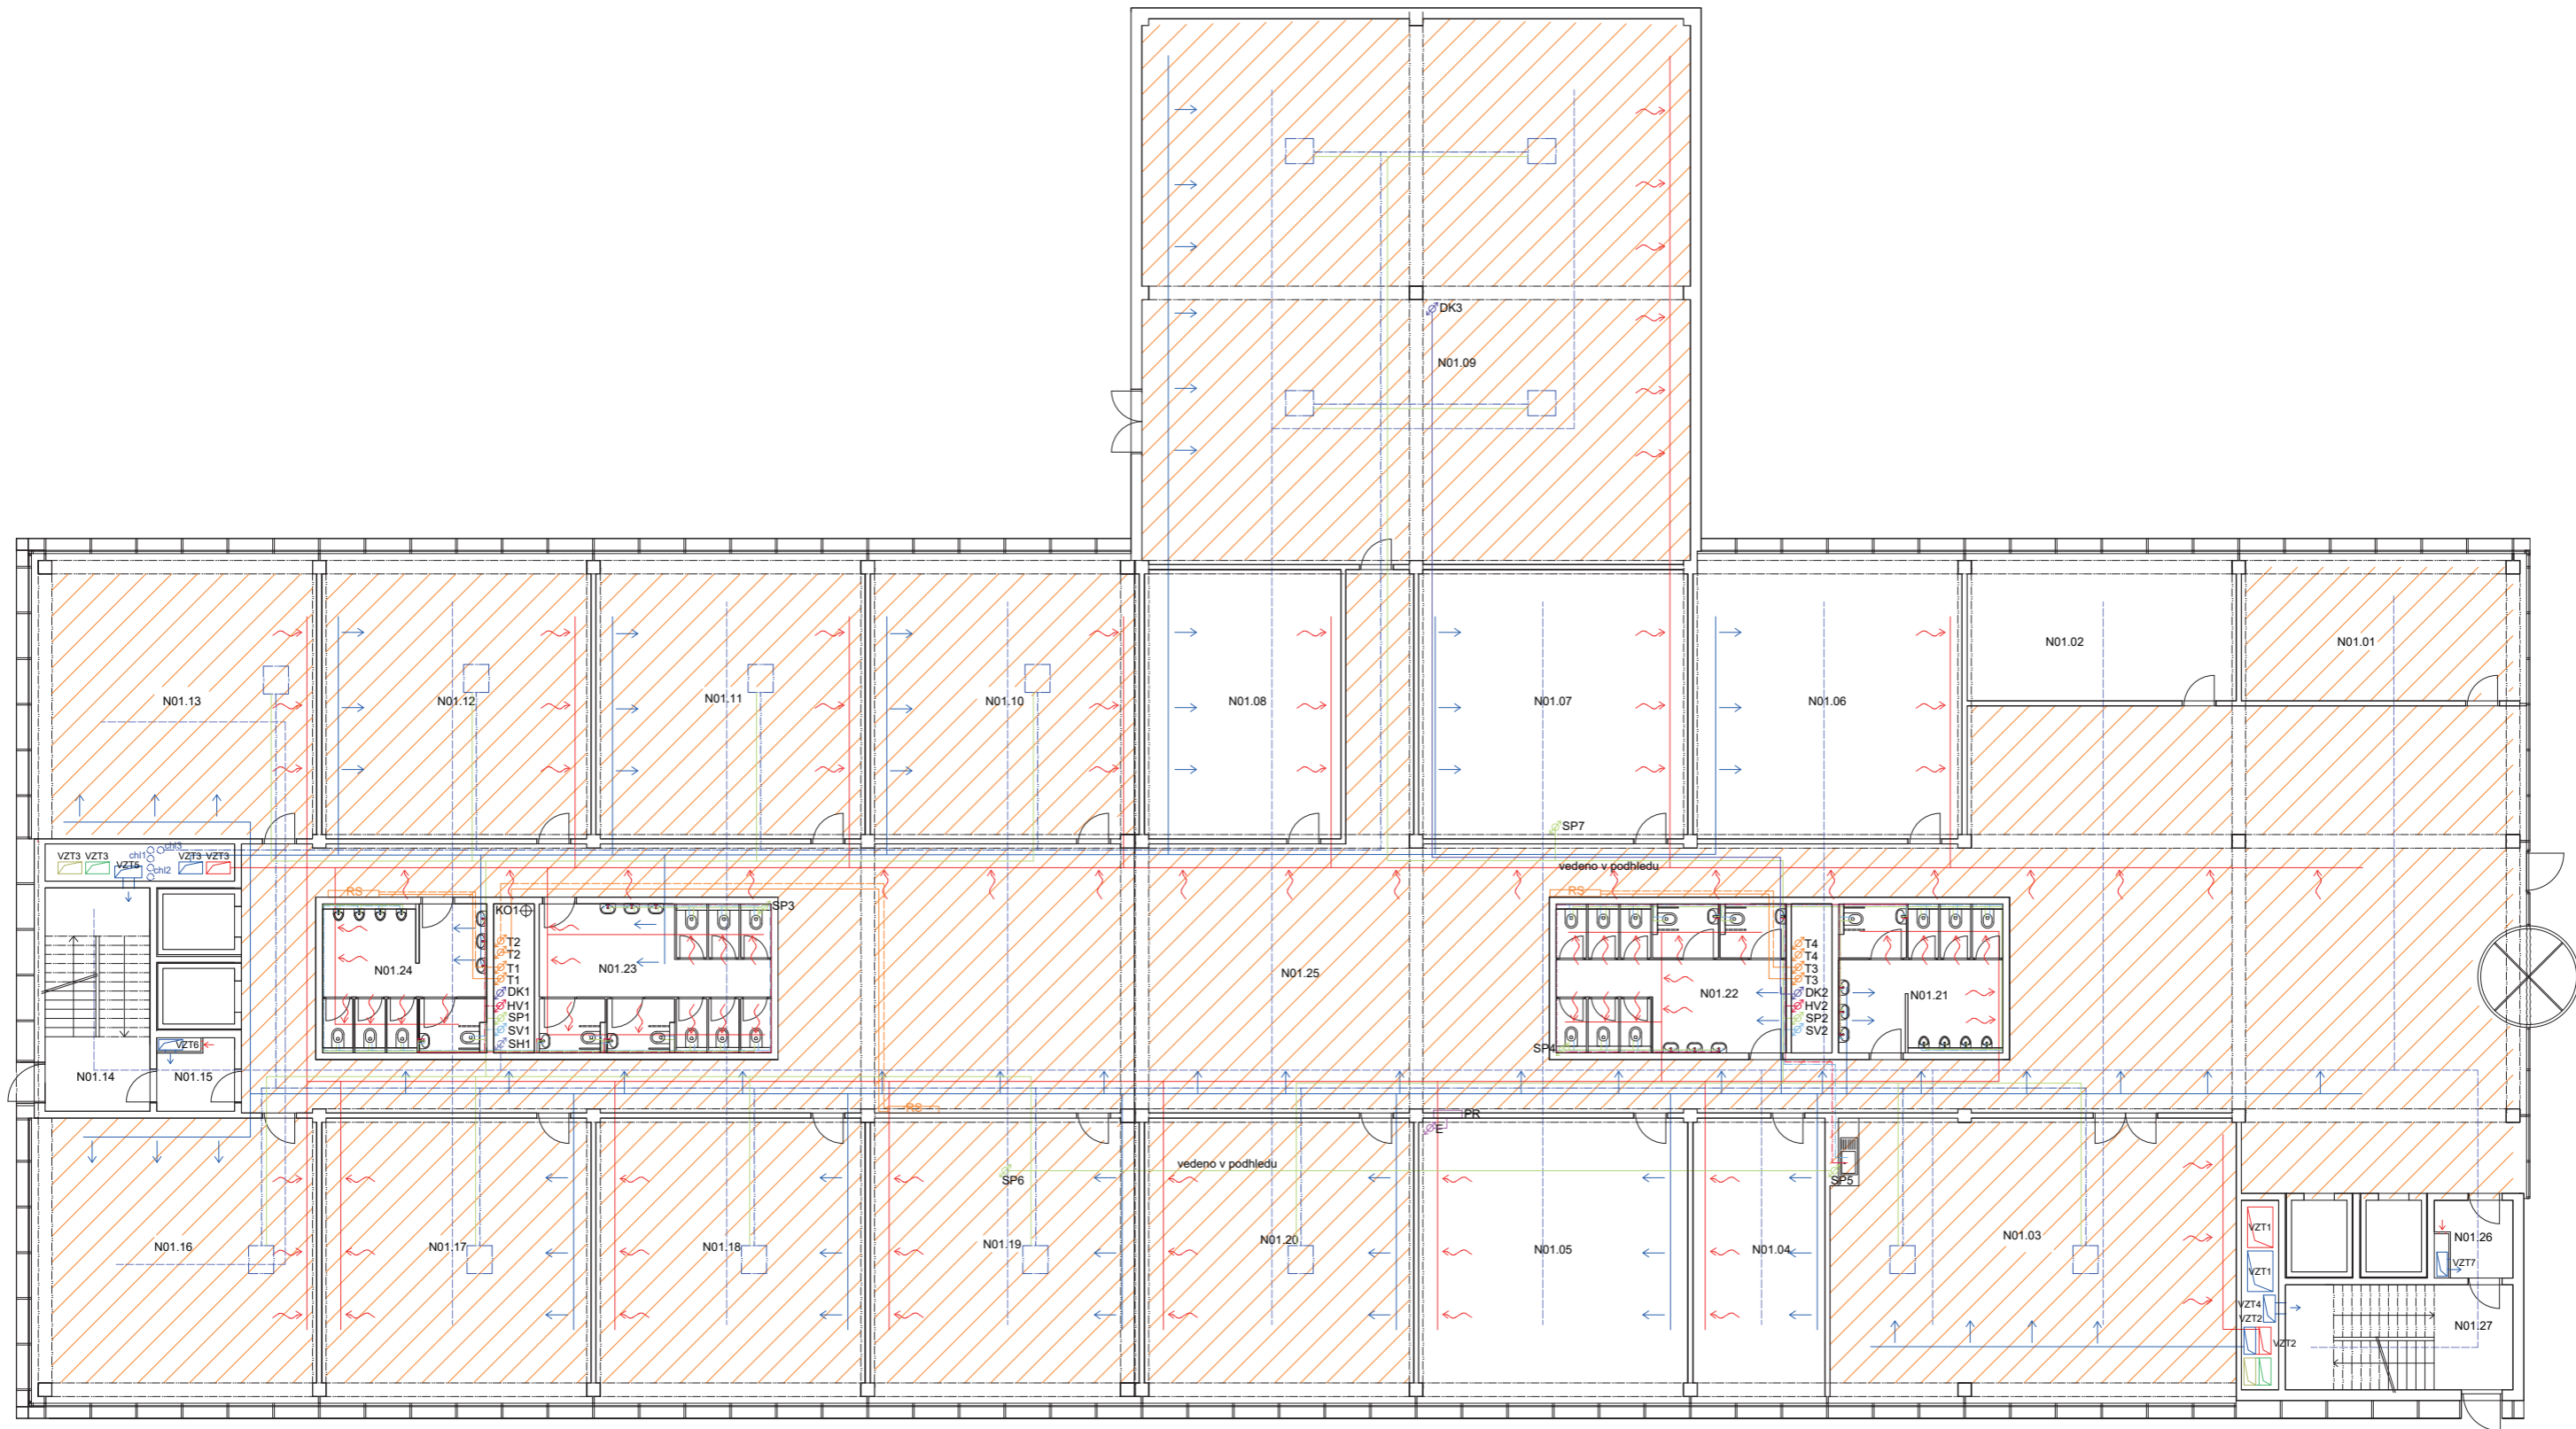 DK3
N01.09
N01.02
N01.01
N01.13
N01.12
N01.11
N01.10
N01.08
N01.07
N01.06
SP7
vedeno v podhledu
VZT3
VZT3
VZT5
chl1
chl3
chl2
VZT3
VZT3
RS
KO1
SP3
RS
T2
T2
T1
T1
DK1
HV1
SP1
SV1
SH1
N01.24
N01.23
N01.25
N01.22
T4
T4
T3
T3
DK2
HV2
SP2
SV2
N01.21
SP4
VZT6
N01.14
N01.15
RS
PR
E
vedeno v podhledu
SP6
SP5
N01.16
N01.17
N01.18
N01.19
N01.20
N01.05
N01.04
N01.03
VZT1
VZT1
VZT4
VZT2
VZT2
N01.26
VZT7
N01.27